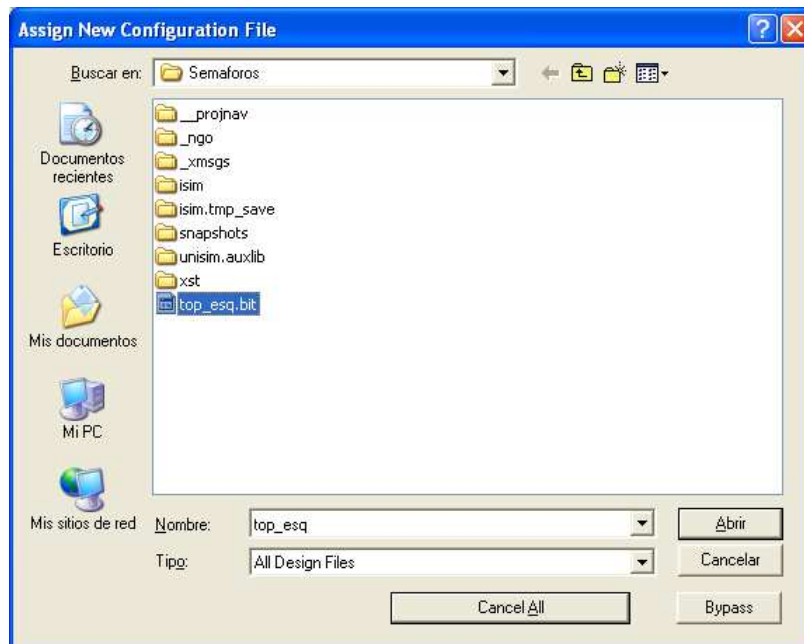 Assign New Configuration File
Buscar en:
Semaforos
__projnav
_ngo
_xmsgs
isim
isim.tmp_save
snapshots
unisim.auxlib
xst
top_esq.bit
Documentos
recientes
Escritorio
Mis documentos
Mi PC
Mis sitios de red
Nombre:
top_esq
Abrir
Tipo:
All Design Files
Cancelar
Cancel All
Bypass